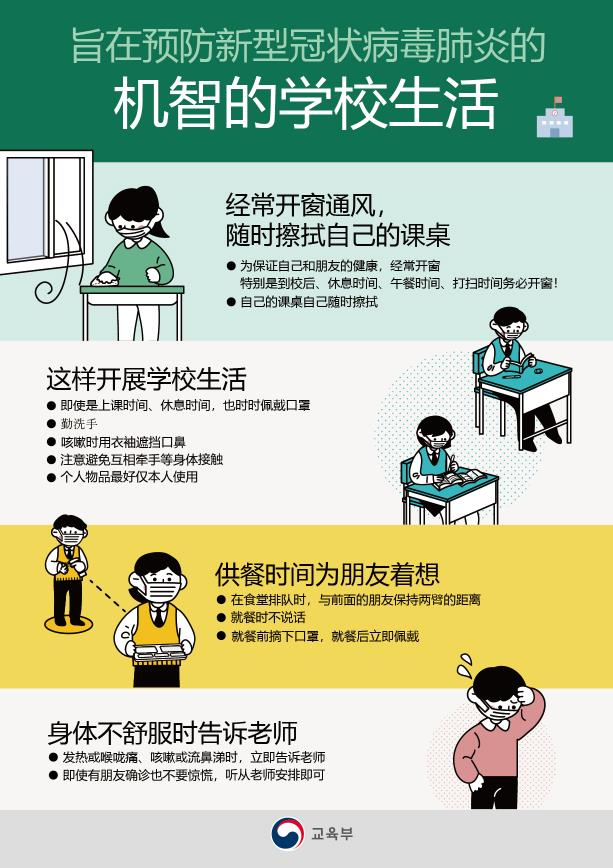 旨在预防新型冠状病毒肺炎的
机智的学校生活
经常开窗通风，
随时擦拭自己的课桌
● 为保证自己和朋友的健康，经常开窗
特别是到校后、休息时间、午餐时间、打扫时间务必开窗！
● 自己的课桌自己随时擦拭
这样开展学校生活
● 即使是上课时间、休息时间，也时时佩戴口罩
● 勤洗手
● 咳嗽时用衣袖遮挡口鼻
● 注意避免互相牵手等身体接触
● 个人物品最好仅本人使用
供餐时间为朋友着想
● 在食堂排队时，与前面的朋友保持两臂的距离
● 就餐时不说话
● 就餐前摘下口罩，就餐后立即佩戴
身体不舒服时告诉老师
● 发热或喉咙痛、咳嗽或流鼻涕时，立即告诉老师
● 即使有朋友确诊也不要惊慌，听从老师安排即可
교육부